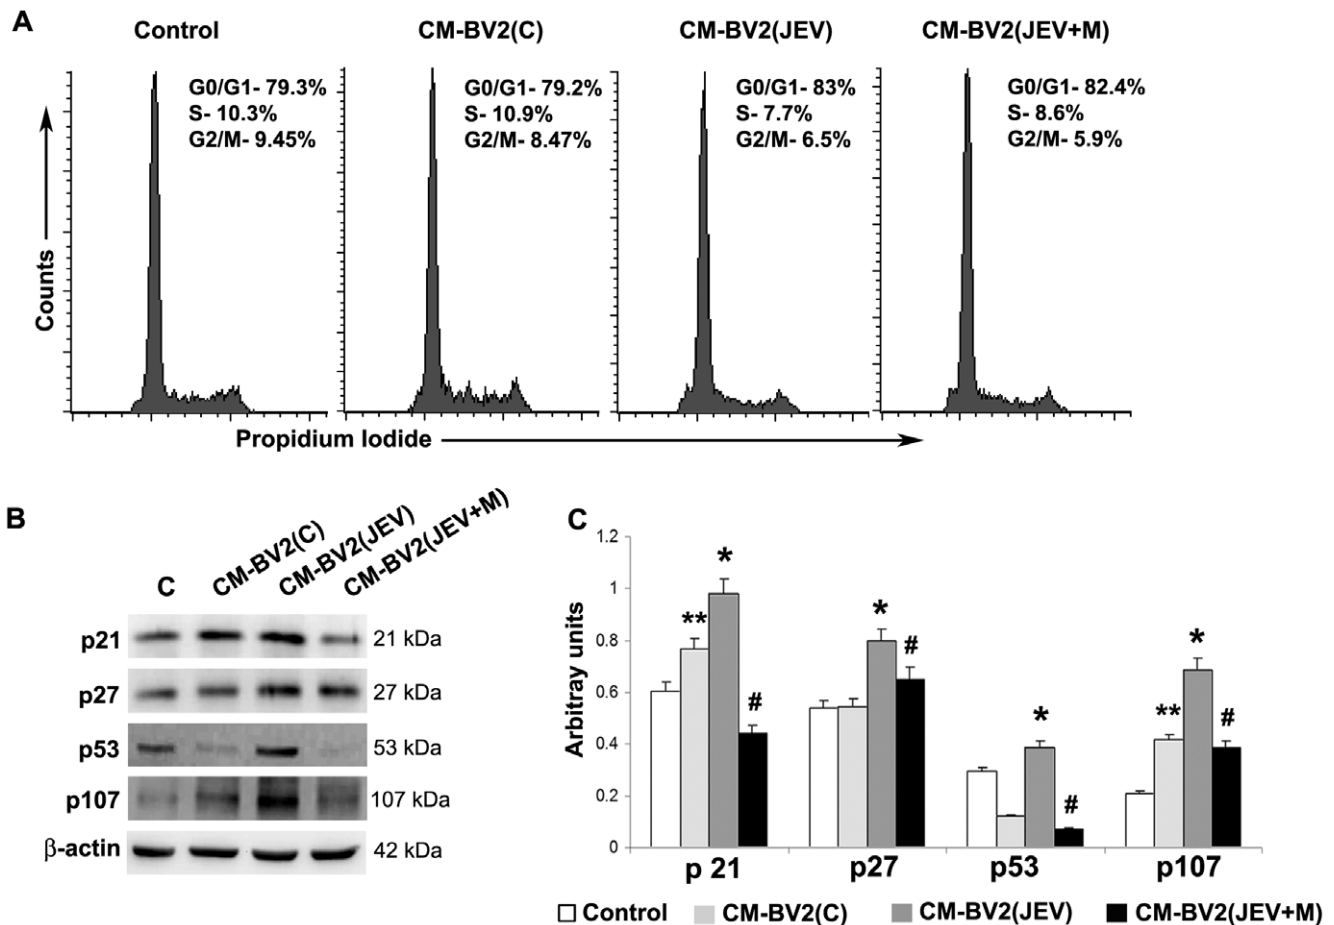 A
Control
CM-BV2(C)
CM-BV2(JEV)
CM-BV2(JEV+M)
G0/G1- 79.3%
S- 10.3%
G2/M- 9.45%
G0/G1- 79.2%
S- 10.9%
G2/M- 8.47%
G0/G1- 83%
S- 7.7%
G2/M- 6.5%
G0/G1- 82.4%
S- 8.6%
G2/M- 5.9%
Counts
Propidium Iodide
B
C
CM-BV2(C)
CM-BV2(JEV)
CM-BV2(JEV+M)
p21
21 kDa
p27
27 kDa
p53
53 kDa
p107
107 kDa
β-actin
42 kDa
C
Arbitray units
1.2
1
0.8
0.6
0.4
0.2
0
**
*
#
*
#
*
#
**
*
#
p 21
p27
p53
p107
Control
CM-BV2(C)
CM-BV2(JEV)
CM-BV2(JEV+M)